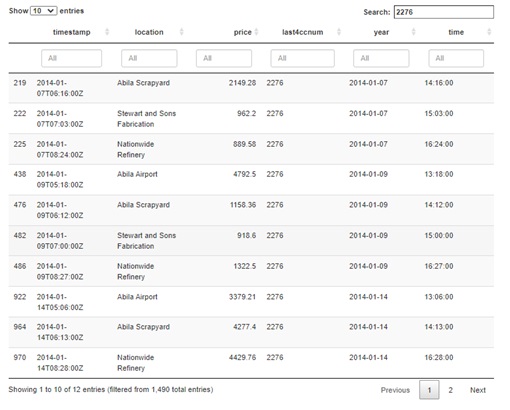 Show 10 entries Search: 2276
timestamp location price last4ccnum year time
All All All All All All
219 2014-01- Abila Scrapyard 2149.28 2276 2014-01-07 14:16:00
07T06:16:00Z
222 2014-01- Stewart and Sons 962.2 2276 2014-01-07 15:03:00
07T07:03:00Z Fabrication
225 2014-01- Nationwide 889.58 2276 2014-01-07 16:24:00
07T08:24:00Z Refinery
438 2014-01- Abila Airport 4792.5 2276 2014-01-09 13:18:00
09T05:18:00Z
476 2014-01- Abila Scrapyard 1158.36 2276 2014-01-09 14:12:00
09T06:12:00Z
482 2014-01- Stewart and Sons 918.6 2276 2014-01-09 15:00:00
09T07:00:00Z Fabrication
486 2014-01- Nationwide 1322.5 2276 2014-01-09 16:27:00
09T08:27:00Z Refinery
922 2014-01- Abila Airport 3379.21 2276 2014-01-14 13:06:00
14T05:06:00Z
964 2014-01- Abila Scrapyard 4277.4 2276 2014-01-14 14:13:00
14T06:13:00Z
970 2014-01- Nationwide 4429.76 2276 2014-01-14 16:28:00
14T08:28:00Z Refinery
Showing 1 to 10 of 12 entries (filtered from 1,490 total entries) Previous 1 2 Next